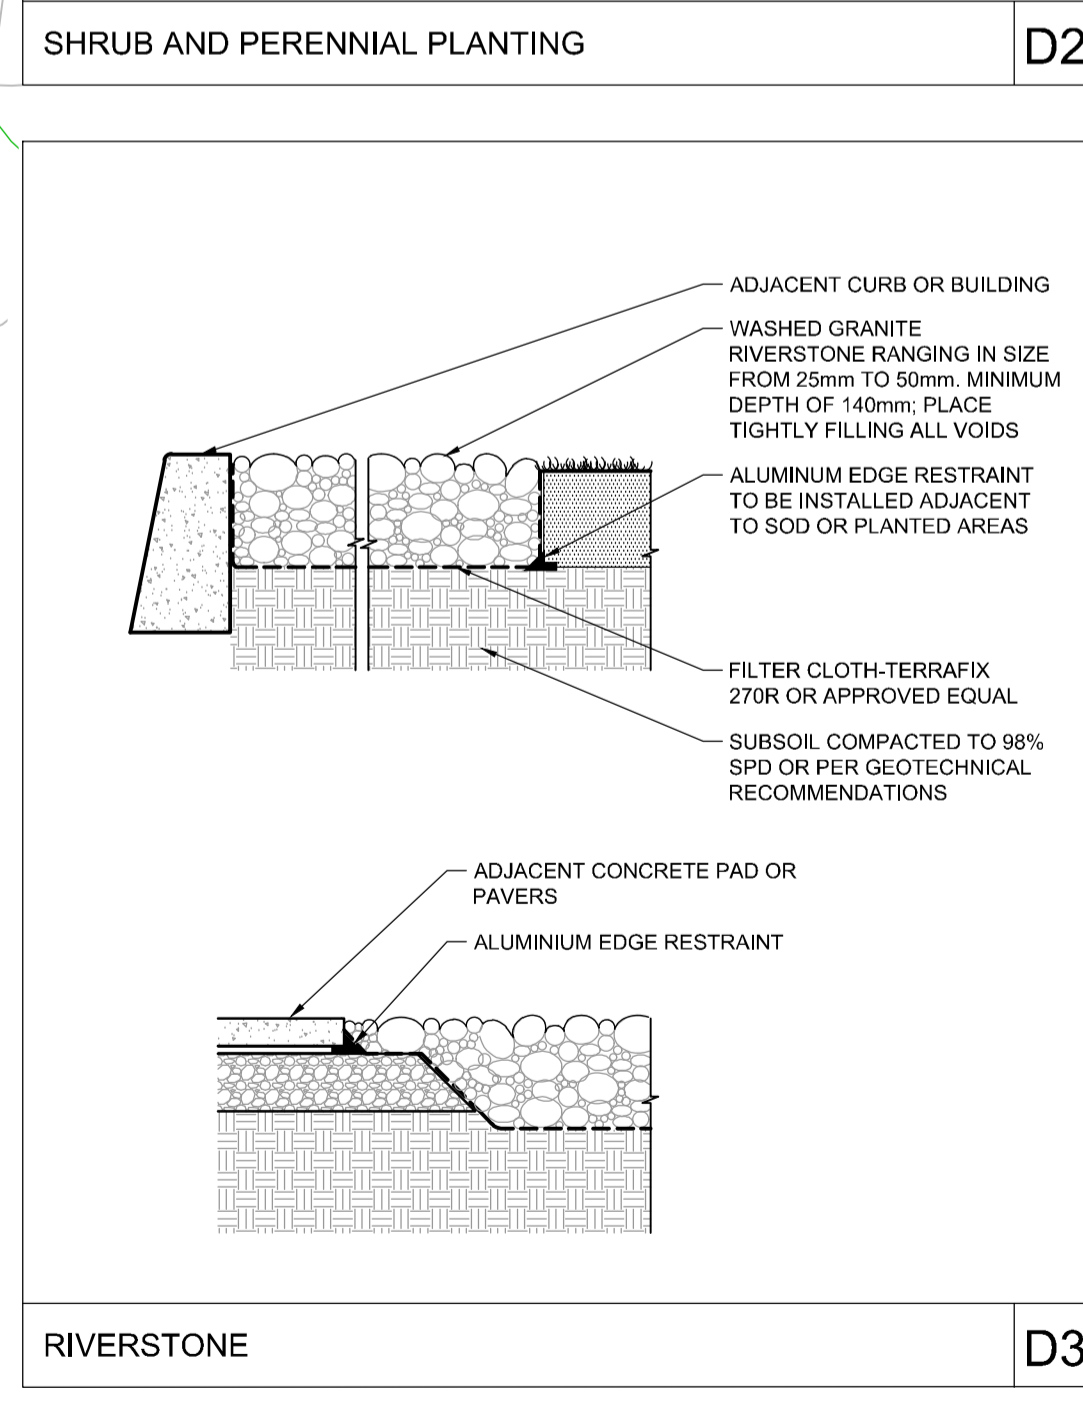 SHRUB AND PERENNIAL PLANTING
D2
ADJACENT CURB OR BUILDING
WASHED GRANITE
RIVERSTONE RANGING IN SIZE
FROM 25mm TO 50mm. MINIMUM
DEPTH OF 140mm; PLACE
TIGHTLY FILLING ALL VOIDS
ALUMINUM EDGE RESTRAINT
TO BE INSTALLED ADJACENT
TO SOD OR PLANTED AREAS
FILTER CLOTH-TERRAFIX
270R OR APPROVED EQUAL
SUBSOIL COMPACTED TO 98%
SPD OR PER GEOTECHNICAL
RECOMMENDATIONS
ADJACENT CONCRETE PAD OR
PAVERS
ALUMINIUM EDGE RESTRAINT
RIVERSTONE
D3